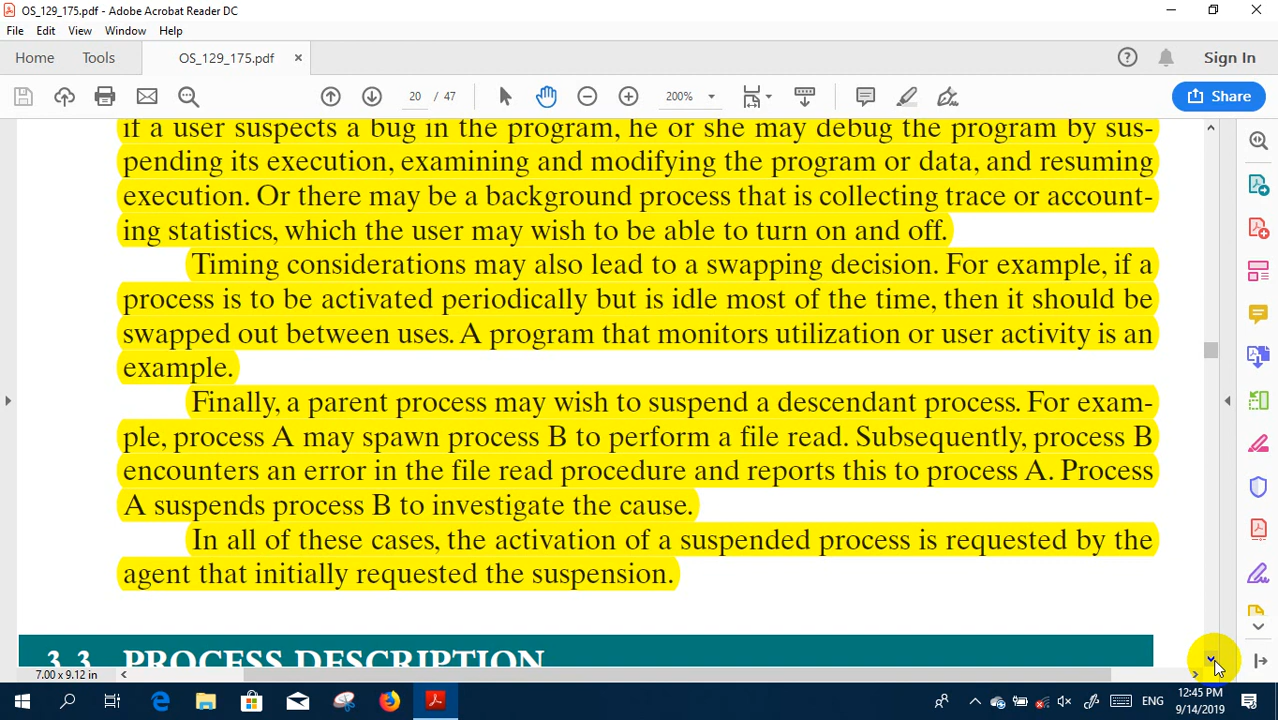 OS_129_175.pdf - Adobe Acrobat Reader DC
File Edit View Window Help
Home Tools OS_129_175.pdf × Sign In
20 / 47 200% Share
if a user suspects a bug in the program, he or she may debug the program by sus-
pending its execution, examining and modifying the program or data, and resuming
execution. Or there may be a background process that is collecting trace or account-
ing statistics, which the user may wish to be able to turn on and off.
Timing considerations may also lead to a swapping decision. For example, if a
process is to be activated periodically but is idle most of the time, then it should be
swapped out between uses. A program that monitors utilization or user activity is an
example.
Finally, a parent process may wish to suspend a descendant process. For exam-
ple, process A may spawn process B to perform a file read. Subsequently, process B
encounters an error in the file read procedure and reports this to process A. Process
A suspends process B to investigate the cause.
In all of these cases, the activation of a suspended process is requested by the
agent that initially requested the suspension.
3.3 PROCESS DESCRIPTION
7.00 x 9.12 in
ENG 12:45 PM
9/14/2019